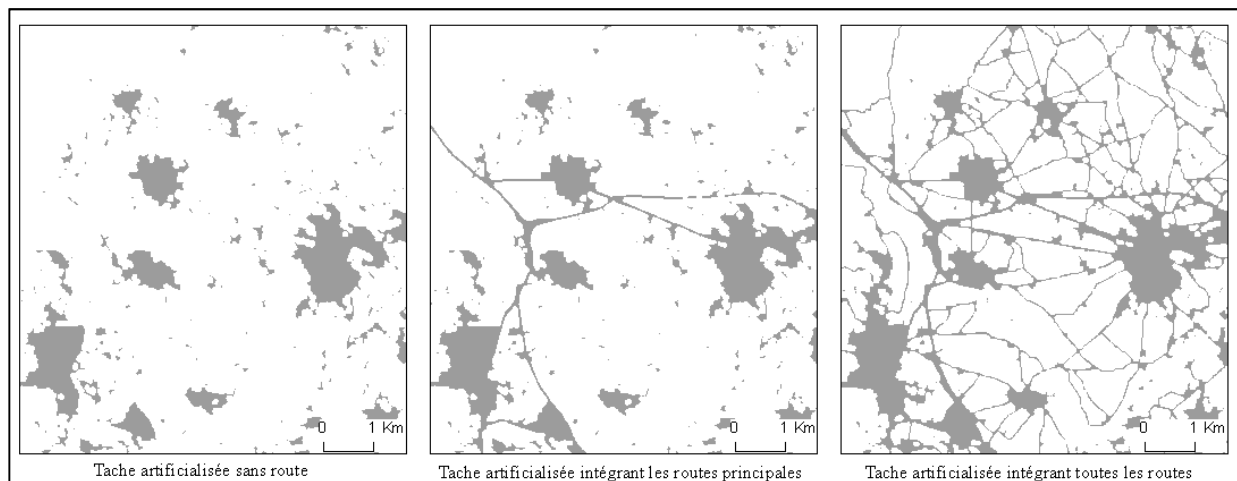 0 1 Km
0 1 Km
0 1 Km
Tache artificialisée sans route
Tache artificialisée intégrant les routes principales
Tache artificialisée intégrant toutes les routes